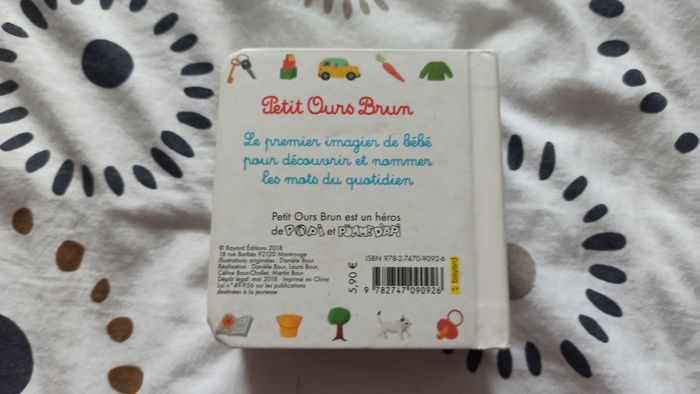 Petit Ours Brun
Le premier imagier de bébé
pour découvrir et nommer
les mots du quotidien
Petit Ours Brun est un héros
de POPI et POMME D'API
© Bayard Éditions 2018
18 rue Barbès 92120 Montrouge
Illustrations originales : Danièle Bour.
Réalisation : Danièle Bour, Laura Bour,
Céline Bour-Chollet, Martin Bour.
Dépôt légal : mai 2018 - Imprimé en Chine
Loi n°49-956 sur les publications
destinées à la jeunesse
5,90 €
ISBN 978-2-7470-9092-6
9 782747 090926
bayard